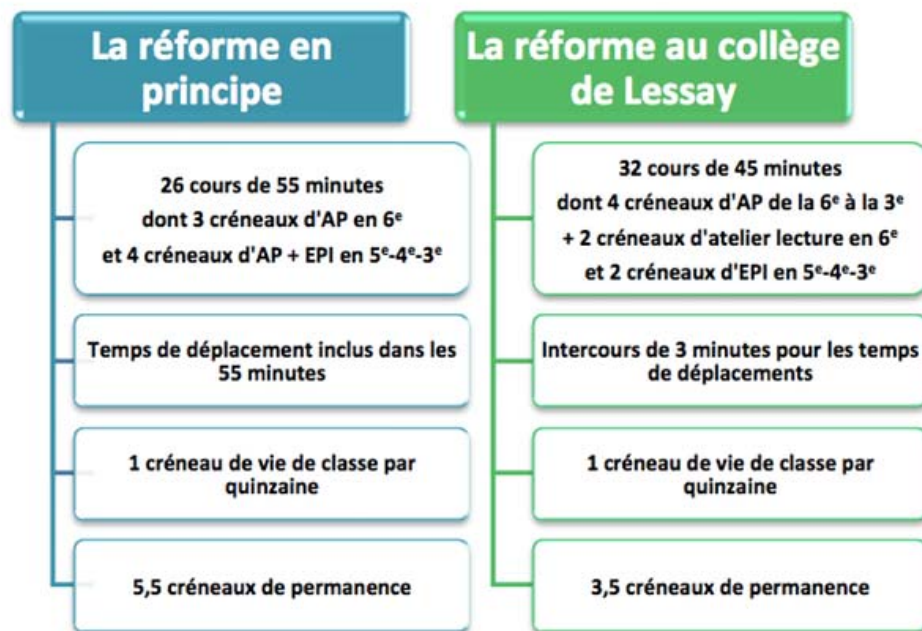 La réforme en
principe
26 cours de 55 minutes
dont 3 créneaux d'AP en 6e
et 4 créneaux d'AP + EPI en 5e-4e-3e
Temps de déplacement inclus dans les
55 minutes
1 créneau de vie de classe par
quinzaine
5,5 créneaux de permanence
La réforme au collège
de Lessay
32 cours de 45 minutes
dont 4 créneaux d'AP de la 6e à la 3e
+ 2 créneaux d'atelier lecture en 6e
et 2 créneaux d'EPI en 5e-4e-3e
Intercours de 3 minutes pour les temps
de déplacements
1 créneau de vie de classe par
quinzaine
3,5 créneaux de permanence